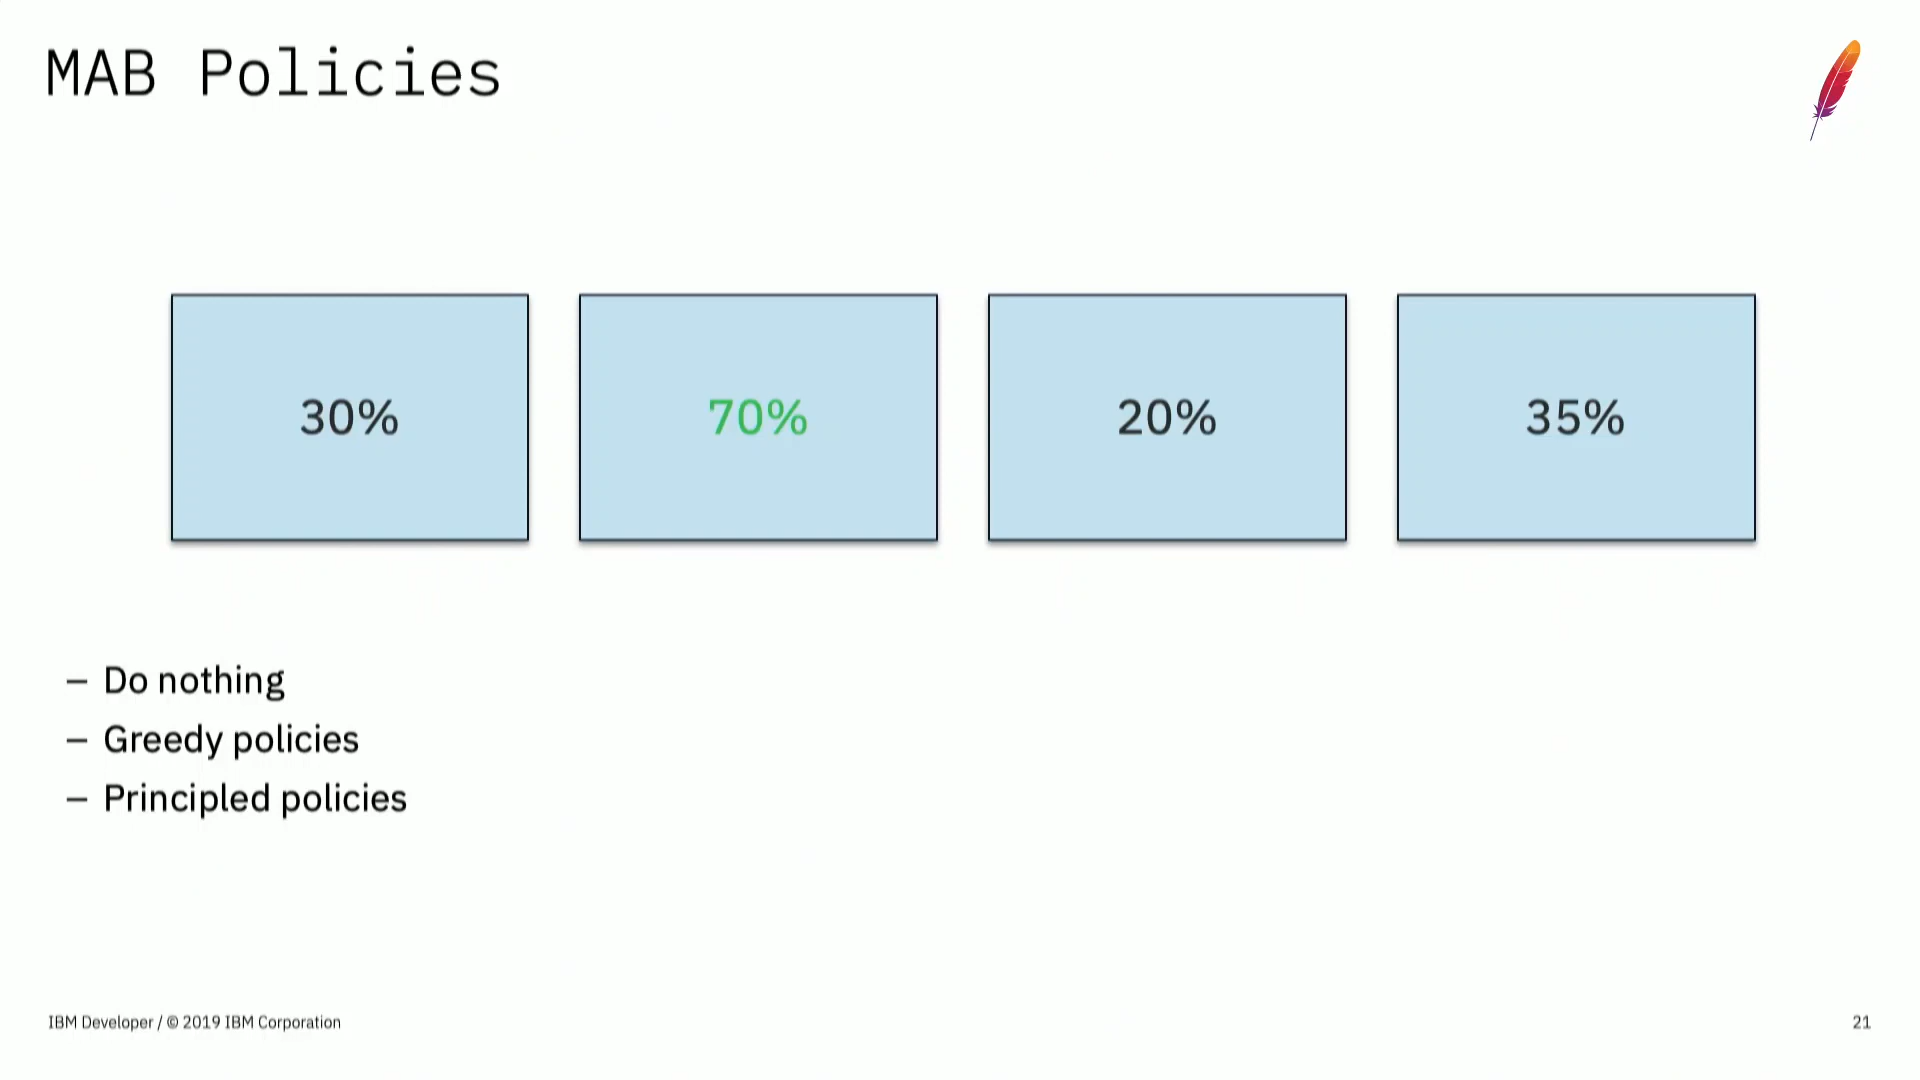 MAB Policies
30%
70%
20%
35%
– Do nothing
– Greedy policies
– Principled policies
IBM Developer / © 2019 IBM Corporation
21